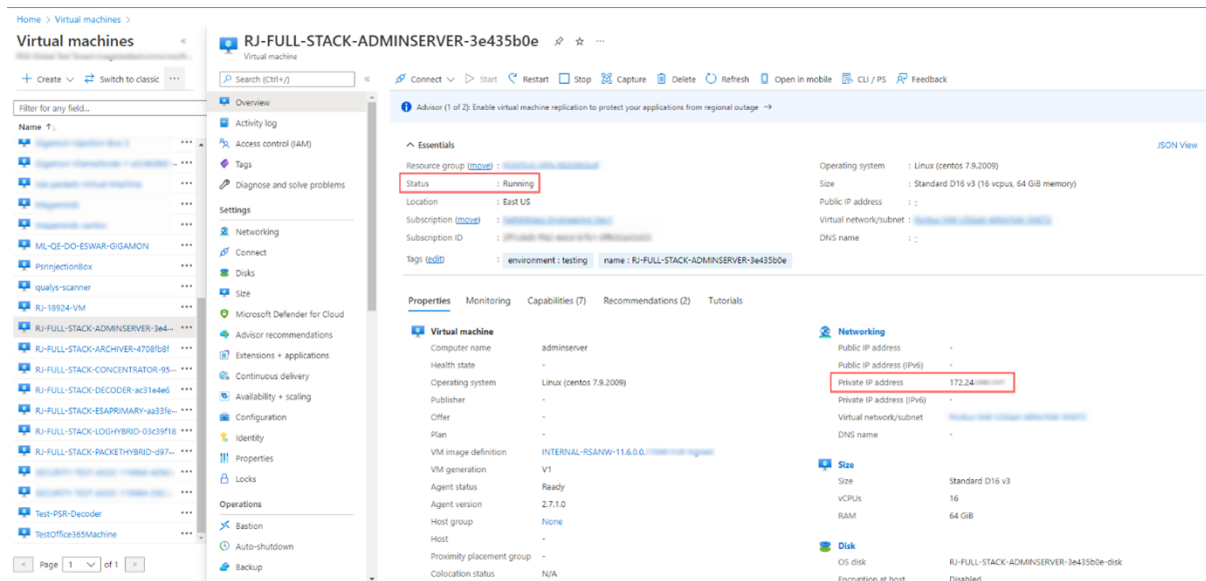 Home > Virtual machines >
Virtual machines
«
+ Create
Switch to classic
...
Filter for any field...
Name ↑
ML-QE-DO-ESWAR-GIGAMON
PsrinjectionBox
qualys-scanner
RJ-18924-VM
RJ-FULL-STACK-ADMINSERVER-3e4...
RJ-FULL-STACK-ARCHIVER-4708fb8f
RJ-FULL-STACK-CONCENTRATOR-95...
RJ-FULL-STACK-DECODER-ac31e4e6
RJ-FULL-STACK-ESAPRIMARY-aa33fe...
RJ-FULL-STACK-LOGHYBRID-03c39f18
RJ-FULL-STACK-PACKETHYBRID-d97...
Test-PSR-Decoder
TestOffice365Machine
< Page 1 of 1 >
RJ-FULL-STACK-ADMINSERVER-3e435b0e
...
Virtual machine
Search (Ctrl+/)
«
Overview
Activity log
Access control (IAM)
Tags
Diagnose and solve problems
Settings
Networking
Connect
Disks
Size
Microsoft Defender for Cloud
Advisor recommendations
Extensions + applications
Continuous delivery
Availability + scaling
Configuration
Identity
Properties
Locks
Operations
Bastion
Auto-shutdown
Backup
Connect Start Restart Stop Capture Delete Refresh Open in mobile CLI / PS Feedback
Advisor (1 of 2): Enable virtual machine replication to protect your applications from regional outage →
Essentials
JSON View
Resource group (move) :
Status : Running
Location : East US
Subscription (move) :
Subscription ID :
Operating system : Linux (centos 7.9.2009)
Size : Standard D16 v3 (16 vcpus, 64 GiB memory)
Public IP address : :
Virtual network/subnet :
DNS name : :
Tags (edit) : environment : testing name : RJ-FULL-STACK-ADMINSERVER-3e435b0e
Properties Monitoring Capabilities (7) Recommendations (2) Tutorials
Virtual machine
Computer name adminserver
Health state -
Operating system Linux (centos 7.9.2009)
Publisher -
Offer -
Plan -
VM image definition INTERNAL-RSANW-11.6.0.0.
VM generation V1
Agent status Ready
Agent version 2.7.1.0
Host group None
Host -
Proximity placement group -
Colocation status N/A
Networking
Public IP address -
Public IP address (IPv6) -
Private IP address 172.24
Private IP address (IPv6) -
Virtual network/subnet
DNS name -
Size
Size Standard D16 v3
vCPUs 16
RAM 64 GiB
Disk
OS disk RJ-FULL-STACK-ADMINSERVER-3e435b0e-disk
Encryption at host Disabled